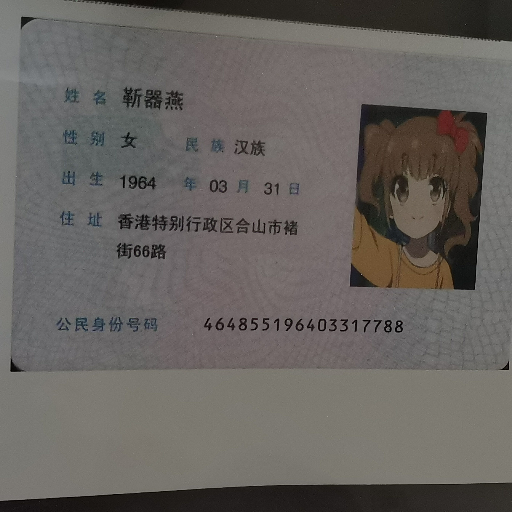 姓名 靳器燕
性别 女 民族 汉族
出生 1964 年 03 月 31 日
住址 香港特别行政区合山市褚
街66路
公民身份号码 464855196403317788